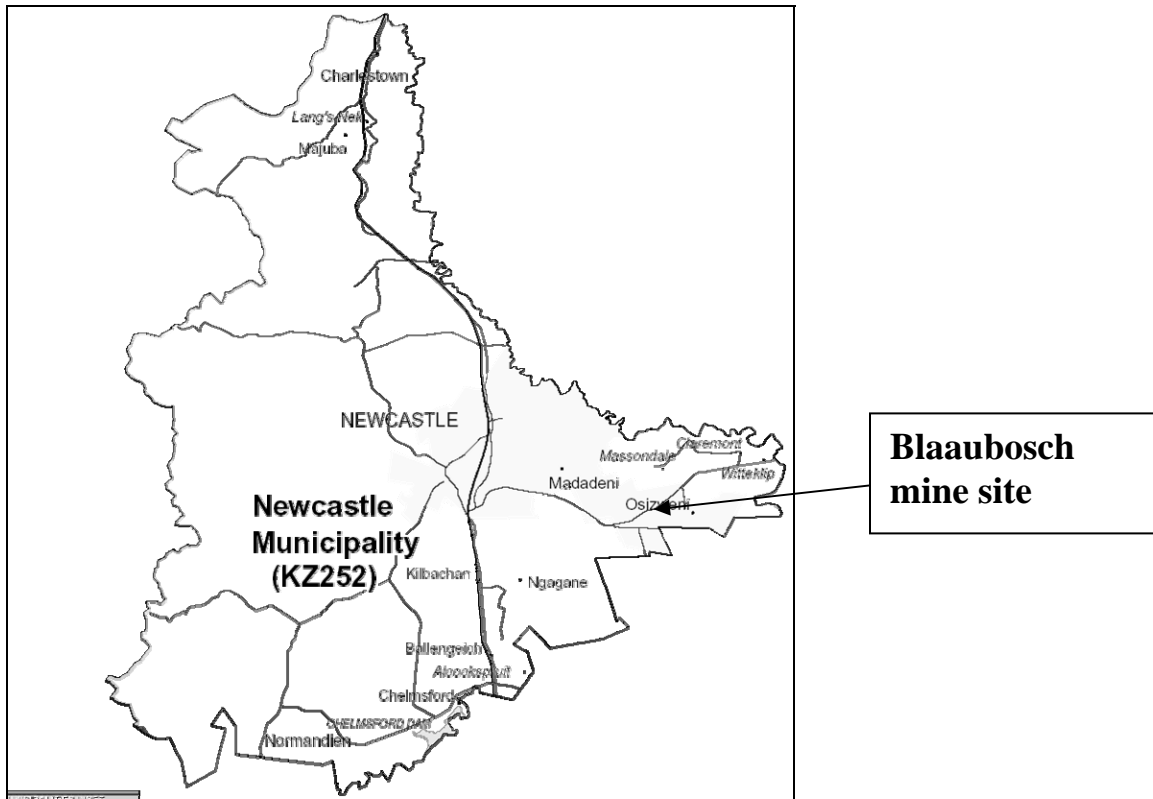 Charlestown
Lang's Nek
Majuba
NEWCASTLE
Claremont
Massondale
Witteklip
Madadeni
Osizweni
Blaaubosch
mine site
Newcastle
Municipality
(KZ252)
Kilbachan
Ngagane
Ballengeich
Alcockspruit
Chelmsford
CHELMSFORD DAM
Normandien